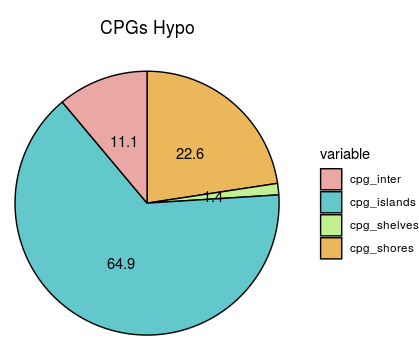 CPGs Hypo
11.1
22.6
1.4
64.9
variable
cpg_inter
cpg_islands
cpg_shelves
cpg_shores